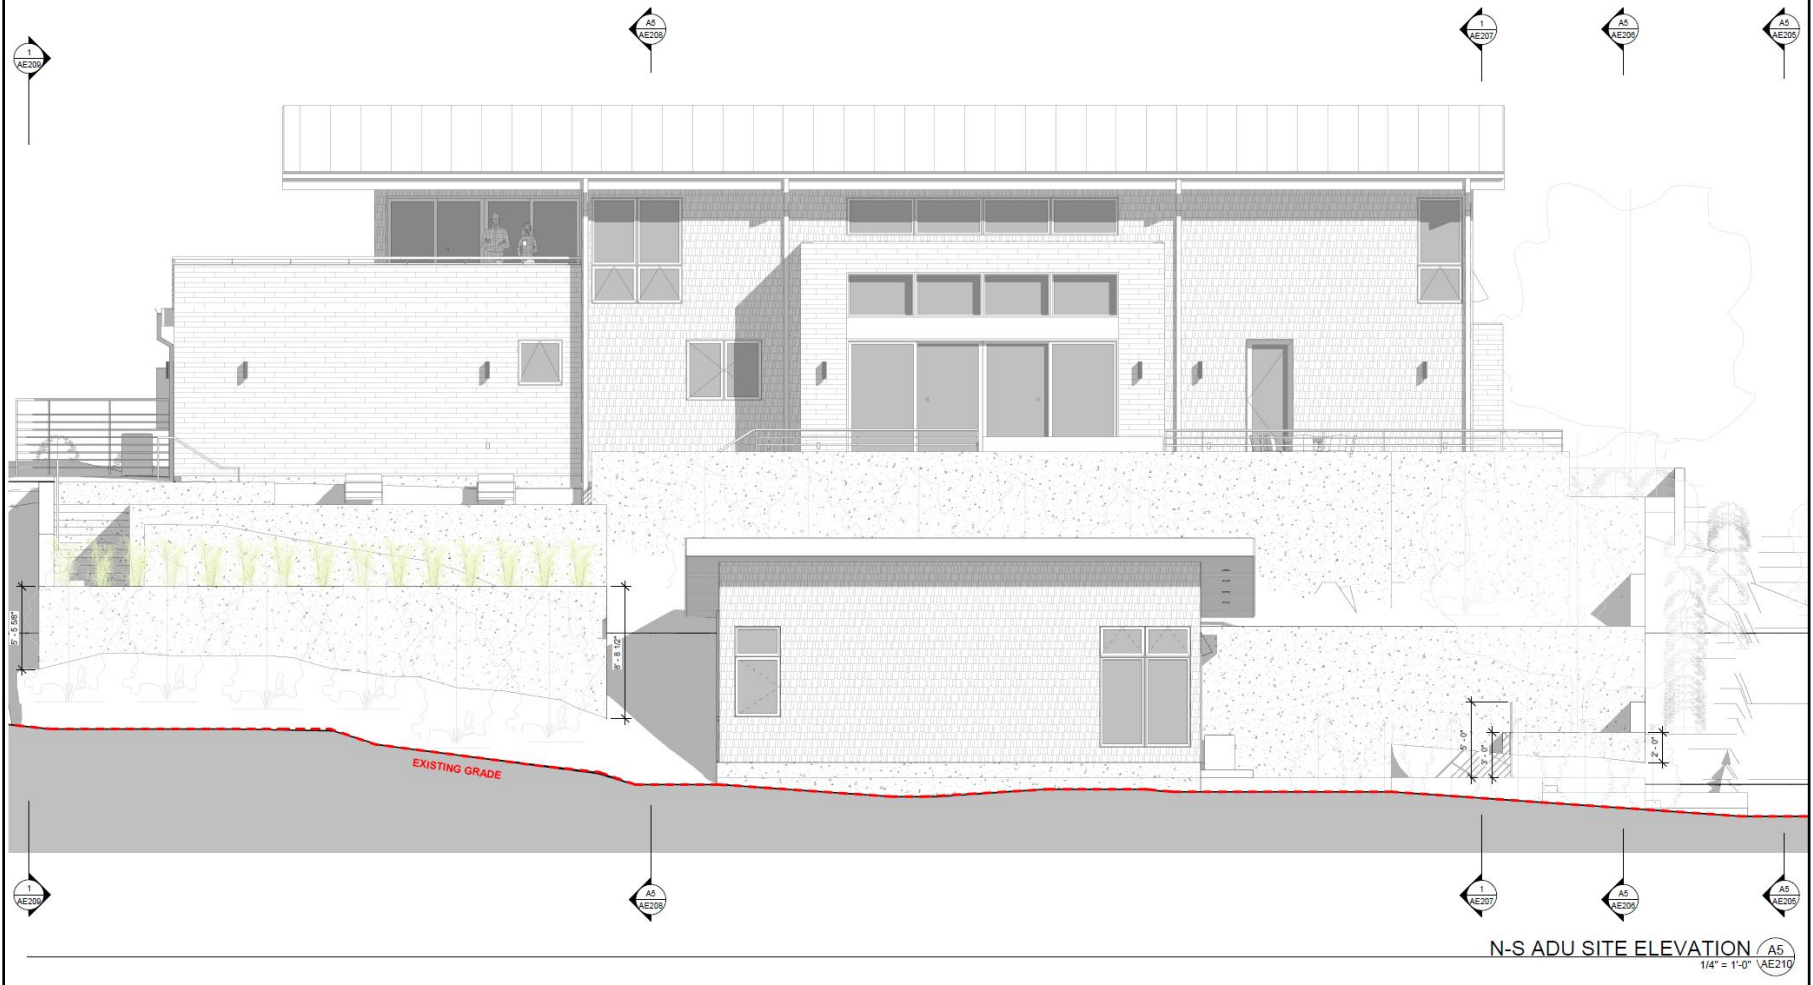 A5
AE208
1
AE207
A5
AE206
A5
AE205
1
AE209
5' - 5 5/8"
8' - 8 1/2"
5' - 0"
3' - 0"
2' - 0"
EXISTING GRADE
1
AE209
A5
AE208
1
AE207
A5
AE206
A5
AE205
N-S ADU SITE ELEVATION
A5
1/4" = 1'-0"
AE210